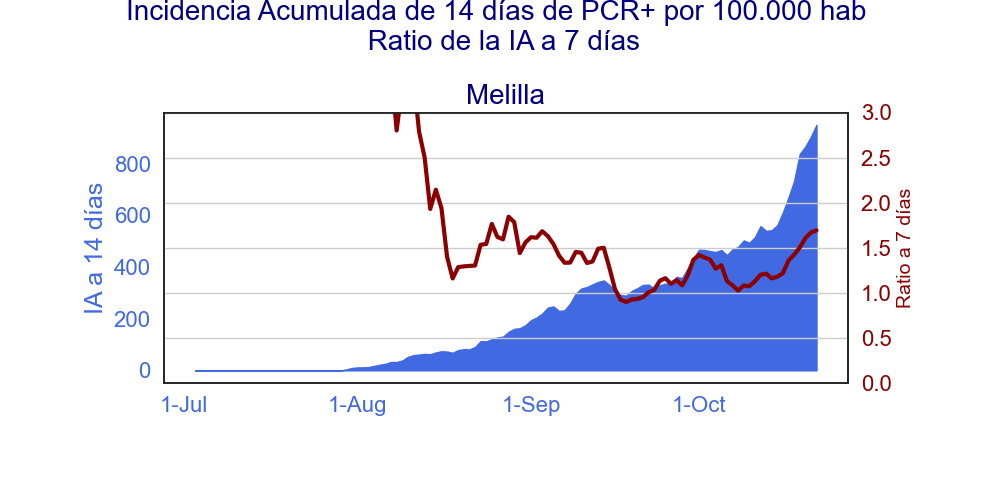 Incidencia Acumulada de 14 días de PCR+ por 100.000 hab
Ratio de la IA a 7 días
Melilla
IA a 14 días
800
600
400
200
0
3.0
2.5
2.0
1.5
1.0
0.5
0.0
Ratio a 7 días
1-Jul
1-Aug
1-Sep
1-Oct